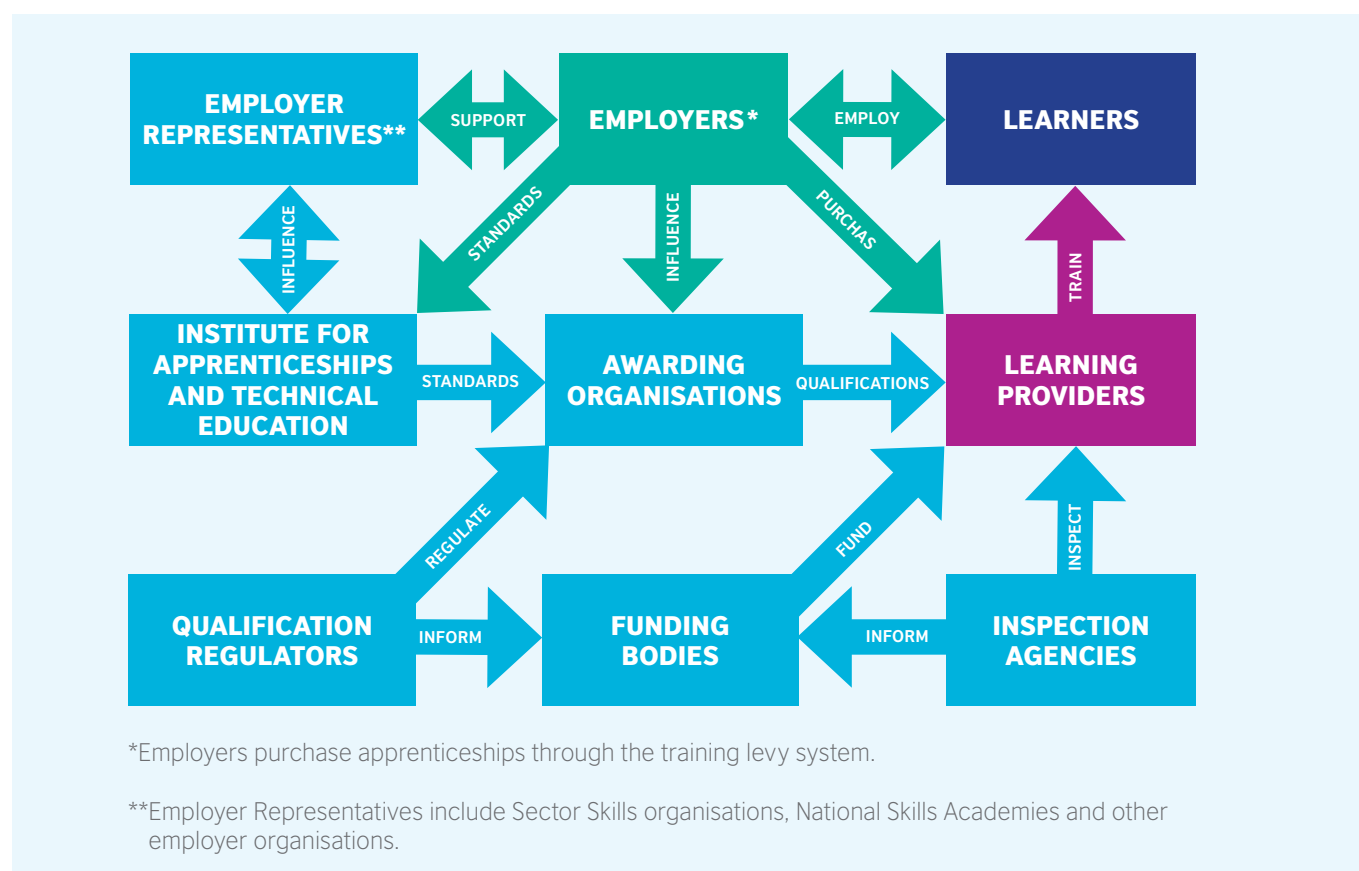 EMPLOYER
REPRESENTATIVES**
SUPPORT
EMPLOYERS*
EMPLOY
LEARNERS
INFLUENCE
STANDARDS
INFLUENCE
PURCHAS
TRAIN
INSTITUTE FOR
APPRENTICESHIPS
AND TECHNICAL
EDUCATION
STANDARDS
AWARDING
ORGANISATIONS
QUALIFICATIONS
LEARNING
PROVIDERS
REGULATE
FUND
INSPECT
QUALIFICATION
REGULATORS
INFORM
FUNDING
BODIES
INFORM
INSPECTION
AGENCIES
*Employers purchase apprenticeships through the training levy system.
**Employer Representatives include Sector Skills organisations, National Skills Academies and other
employer organisations.